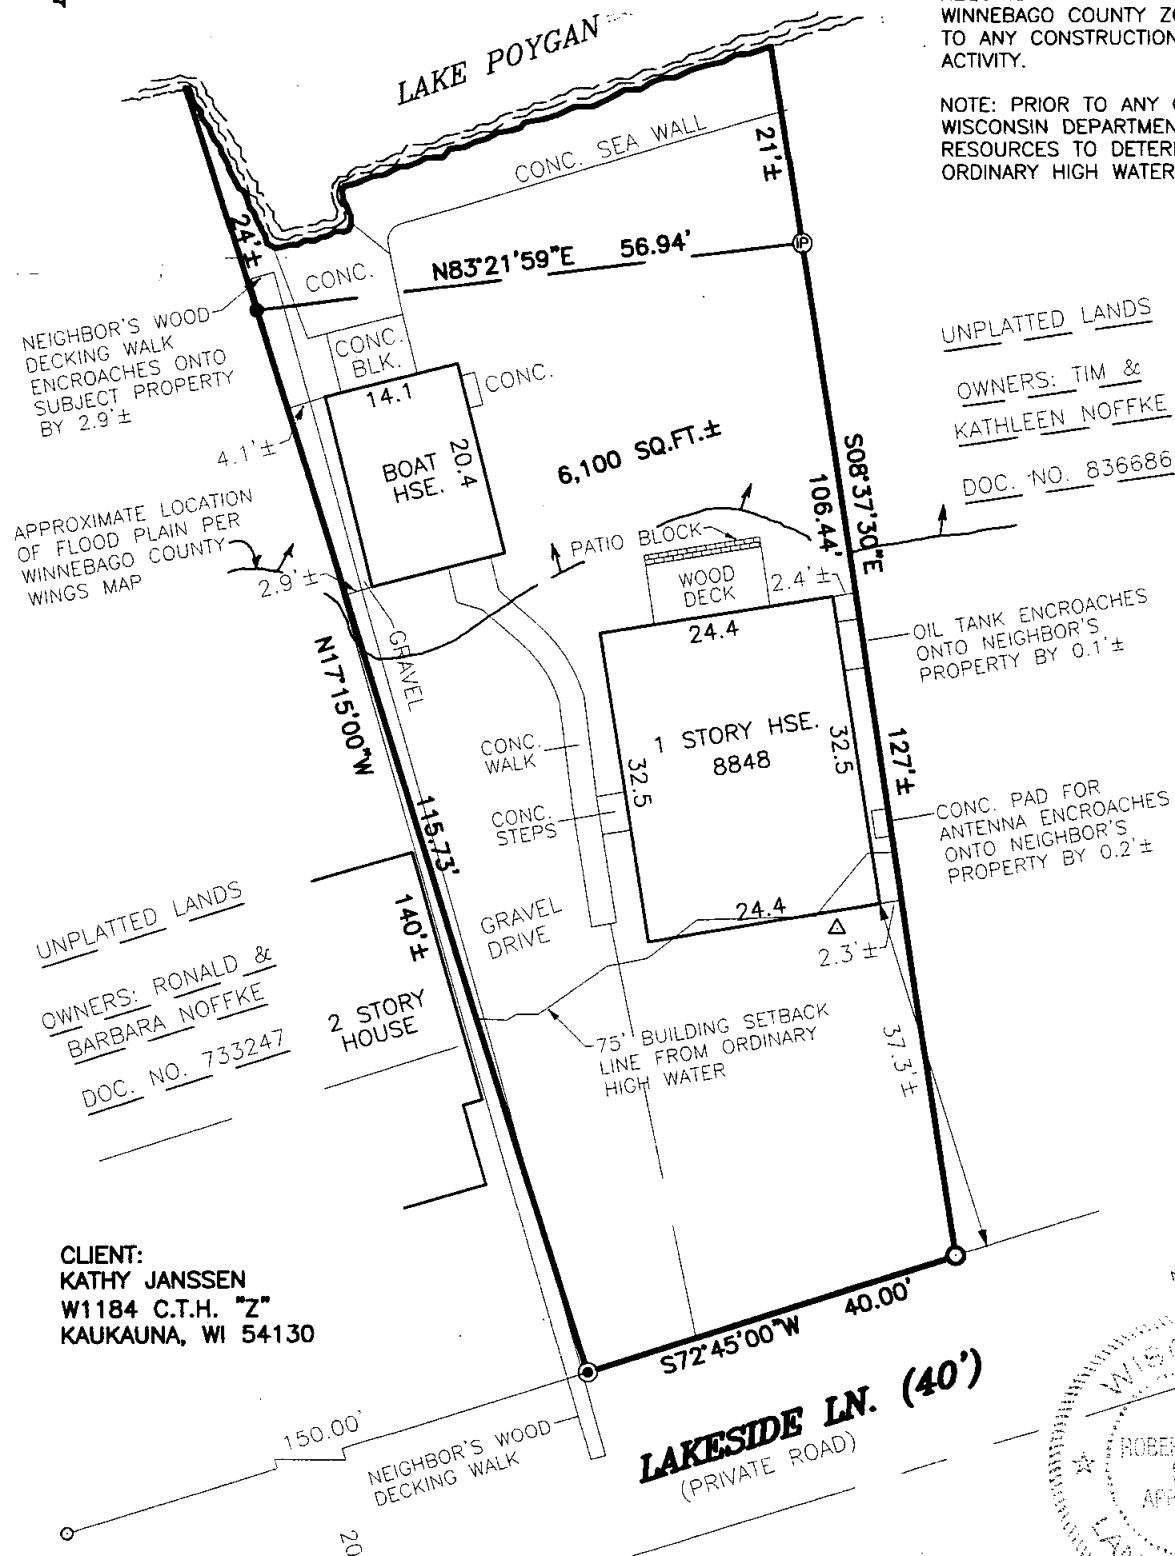 LAKE POYGAN
WINNEBAGO COUNTY
TO ANY CONSTRUCTION
ACTIVITY.
NOTE: PRIOR TO ANY
WISCONSIN
RESOURCES TO
ORDINARY HIGH WATER
CONC. SEA WALL
21'±
24'±
CONC.
N83°21'59"E 56.94'
IP
NEIGHBOR'S WOOD
DECKING WALK
ENCROACHES ONTO
SUBJECT PROPERTY
BY 2.9'±
CONC.
BLK.
CONC.
14.1
20.4
BOAT
HSE.
4.1'±
6,100 SQ.FT.±
UNPLATTED LANDS
OWNERS: TIM &
KATHLEEN NOFFKE
DOC. NO. 836686
S08°37'30"E
106.44'
APPROXIMATE LOCATION
OF FLOOD PLAIN PER
WINNEBAGO COUNTY
WINGS MAP
2.9'±
PATIO BLOCK
WOOD
DECK
2.4'±
24.4
OIL TANK ENCROACHES
ONTO NEIGHBOR'S
PROPERTY BY 0.1'±
GRAVEL
N17°15'00"W
115.73'
CONC.
WALK
1 STORY HSE.
8848
32.5
32.5
127'±
CONC.
STEPS
CONC. PAD FOR
ANTENNA ENCROACHES
ONTO NEIGHBOR'S
PROPERTY BY 0.2'±
140'±
GRAVEL
DRIVE
24.4
2.3'±
UNPLATTED LANDS
OWNERS: RONALD &
BARBARA NOFFKE
DOC. NO. 733247
2 STORY
HOUSE
75' BUILDING SETBACK
LINE FROM ORDINARY
HIGH WATER
37.3'±
CLIENT:
KATHY JANSSEN
W1184 C.T.H. "Z"
KAUKAUNA, WI 54130
S72°45'00"W 40.00'
LAKESIDE LN. (40')
(PRIVATE ROAD)
150.00'
NEIGHBOR'S WOOD
DECKING WALK
20